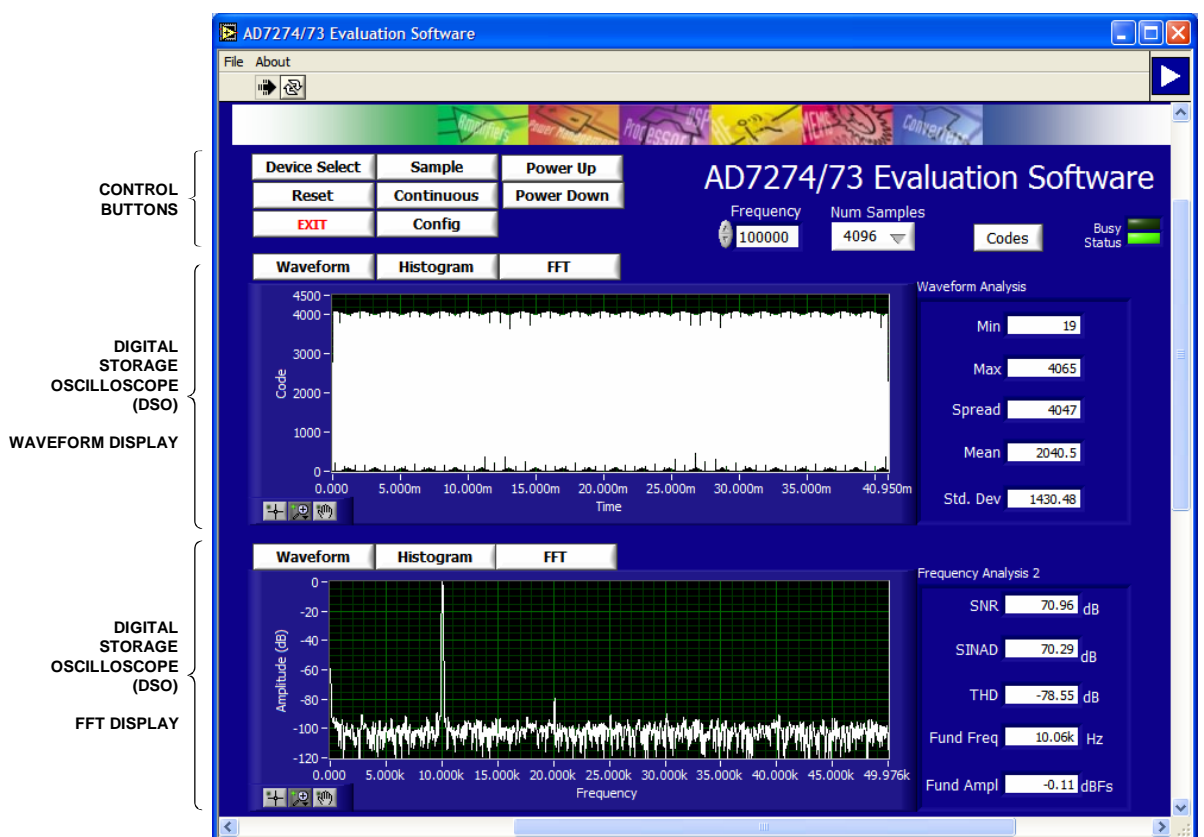 AD7274/73 Evaluation Software
File About
Amplifiers Power Management Processors DSP MEMS Converters
CONTROL
BUTTONS
Device Select Sample Power Up
Reset Continuous Power Down
EXIT Config
AD7274/73 Evaluation Software
Frequency Num Samples
100000 4096 Codes
Busy
Status
Waveform Histogram FFT
DIGITAL
STORAGE
OSCILLOSCOPE
(DSO)
WAVEFORM DISPLAY
4500
4000
3000
2000
1000
0
Code
0.000 5.000m 10.000m 15.000m 20.000m 25.000m 30.000m 35.000m 40.950m
Time
Waveform Analysis
Min 19
Max 4065
Spread 4047
Mean 2040.5
Std. Dev 1430.48
Waveform Histogram FFT
DIGITAL
STORAGE
OSCILLOSCOPE
(DSO)
FFT DISPLAY
0
-20
-40
-60
-80
-100
-120
Amplitude (dB)
0.000 5.000k 10.000k 15.000k 20.000k 25.000k 30.000k 35.000k 40.000k 45.000k 49.976k
Frequency
Frequency Analysis 2
SNR 70.96 dB
SINAD 70.29 dB
THD -78.55 dB
Fund Freq 10.06k Hz
Fund Ampl -0.11 dBFs